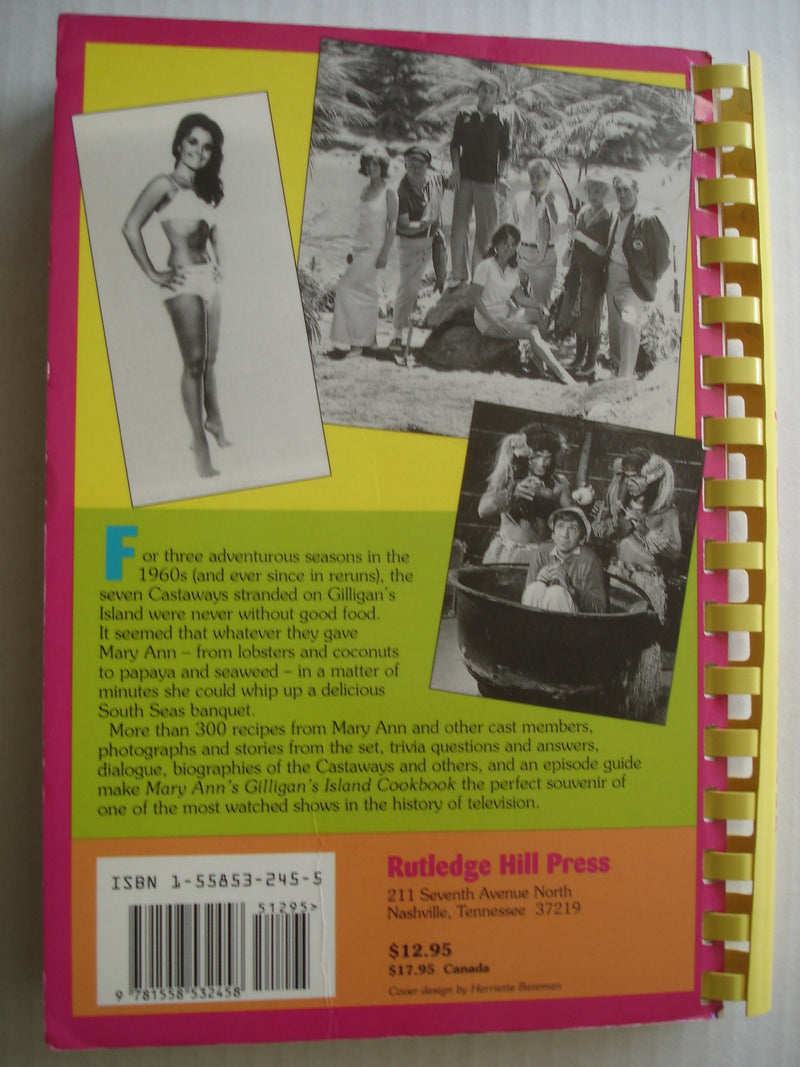 For three adventurous seasons in the
1960s (and ever since in reruns), the
seven Castaways stranded on Gilligan's
Island were never without good food.
It seemed that whatever they gave
Mary Ann – from lobsters and coconuts
to papaya and seaweed – in a matter of
minutes she could whip up a delicious
South Seas banquet.
More than 300 recipes from Mary Ann and other cast members,
photographs and stories from the set, trivia questions and answers,
dialogue, biographies of the Castaways and others, and an episode guide
make Mary Ann's Gilligan's Island Cookbook the perfect souvenir of
one of the most watched shows in the history of television.
ISBN 1-55853-245-5
51295>
9 781558 532458
Rutledge Hill Press
211 Seventh Avenue North
Nashville, Tennessee 37219
$12.95
$17.95 Canada
Cover design by Harriette Bateman